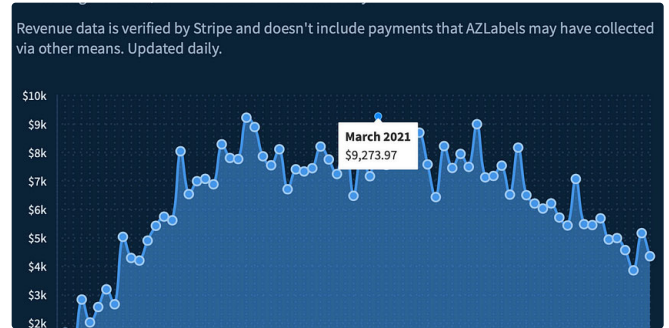 Revenue data is verified by Stripe and doesn't include payments that AZLabels may have collected
via other means. Updated daily.
$10k
$9k
March 2021
$9,273.97
$8k
$7k
$6k
$5k
$4k
$3k
$2k